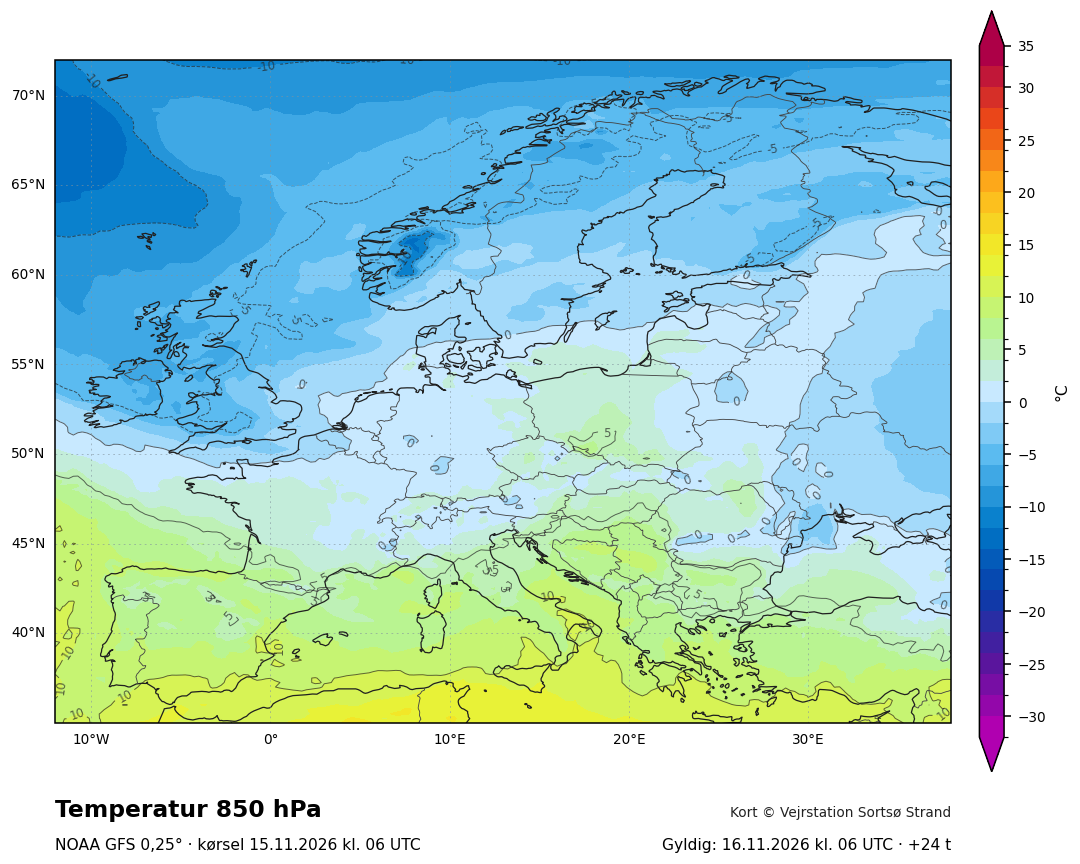 70°N
65°N
60°N
55°N
50°N
45°N
40°N
10°W
0°
10°E
20°E
30°E
35
30
25
20
15
10
5
0
−5
−10
−15
−20
−25
−30
°C
Temperatur 850 hPa
Kort © Vejrstation Sortsø Strand
NOAA GFS 0,25° · kørsel 15.11.2026 kl. 06 UTC
Gyldig: 16.11.2026 kl. 06 UTC · +24 t